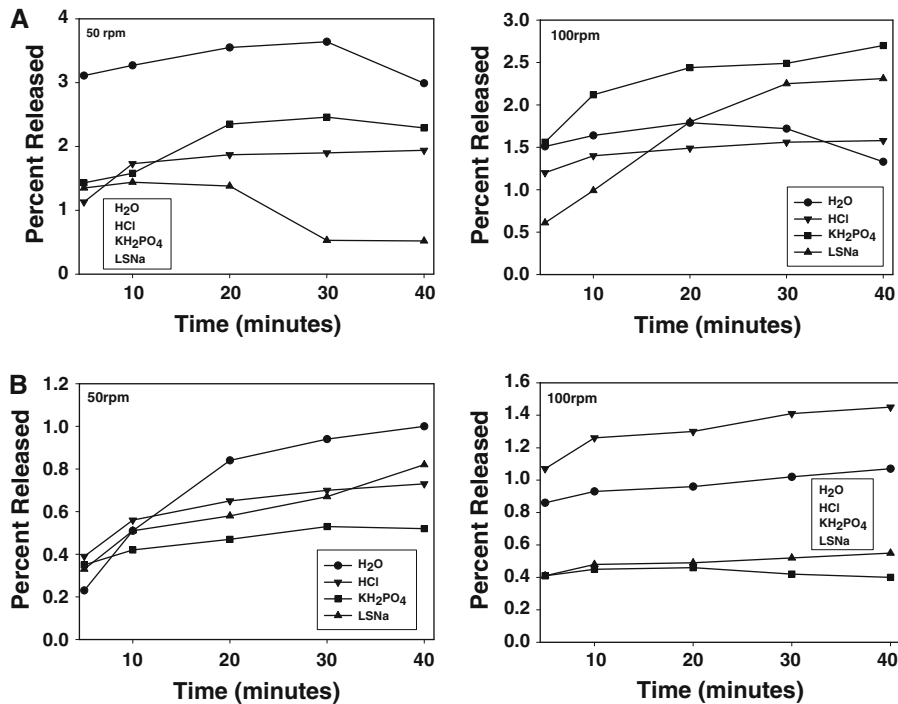 A
50 rpm
Percent Released
4
3
2
1
0
H2O
HCl
KH2PO4
LSNa
10 20 30 40
Time (minutes)
100rpm
Percent Released
3.0
2.5
2.0
1.5
1.0
0.5
0.0
H2O
HCl
KH2PO4
LSNa
10 20 30 40
Time (minutes)
B
50rpm
Percent Released
1.2
1.0
0.8
0.6
0.4
0.2
0.0
H2O
HCl
KH2PO4
LSNa
10 20 30 40
Time (minutes)
100rpm
Percent Released
1.6
1.4
1.2
1.0
0.8
0.6
0.4
0.2
0.0
H2O
HCl
KH2PO4
LSNa
10 20 30 40
Time (minutes)